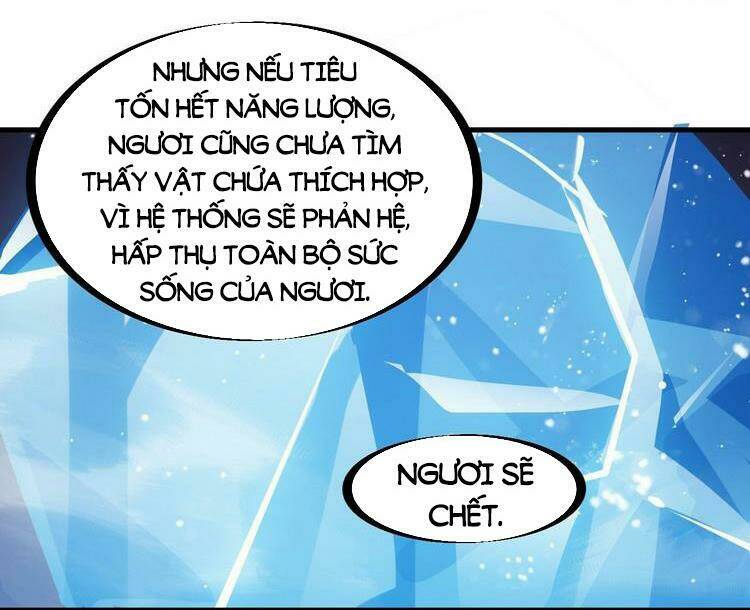 NHƯNG NẾU TIÊU
TỐN HẾT NĂNG LƯỢNG,
NGƯƠI CŨNG CHƯA TÌM
THẤY VẬT CHỨA THÍCH HỢP,
VÌ HỆ THỐNG SẼ PHẢN HỆ,
HẤP THỤ TOÀN BỘ SỨC
SỐNG CỦA NGƯƠI.
NGƯƠI SẼ
CHẾT.